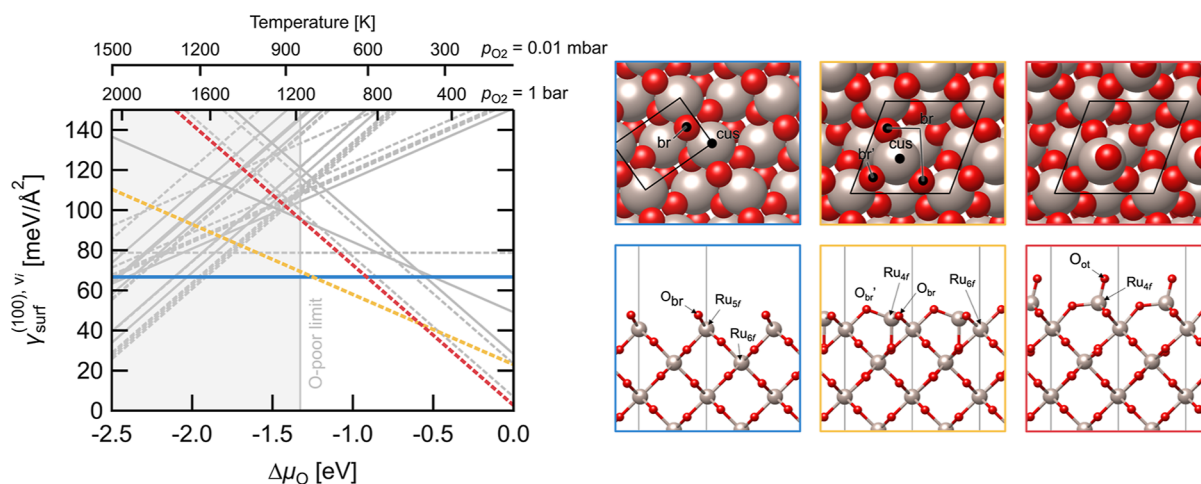 Temperature [K]
1500 1200 900 600 300 pO2 = 0.01 mbar
2000 1600 1200 800 400 pO2 = 1 bar
γsurf(100), vi [meV/Å2]
140
120
100
80
60
40
20
0
O-poor limit
-2.5 -2.0 -1.5 -1.0 -0.5 0.0
ΔμO [eV]
br cus
br
cus
br'
Obr Ru5f
Ru6f
Ru4f
Obr' Obr Ru6f
Oot
Ru4f